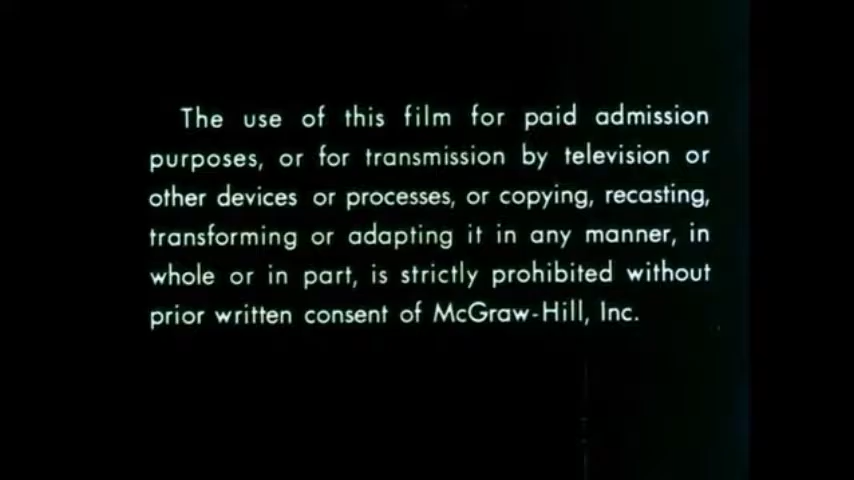 The use of this film for paid admission
purposes, or for transmission by television or
other devices or processes, or copying, recasting,
transforming or adapting it in any manner, in
whole or in part, is strictly prohibited without
prior written consent of McGraw-Hill, Inc.